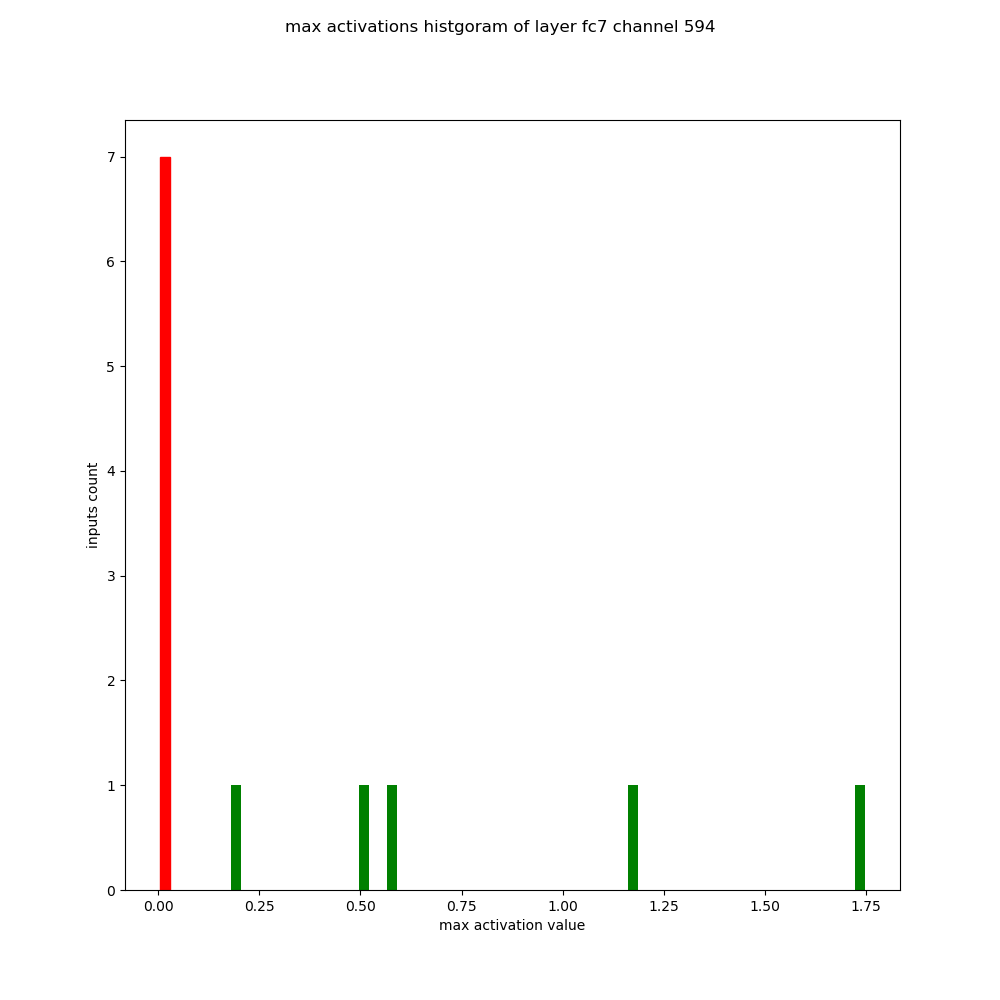 max activations histgoram of layer fc7 channel 594
7
6
5
4
3
2
1
0
inputs count
0.00 0.25 0.50 0.75 1.00 1.25 1.50 1.75
max activation value